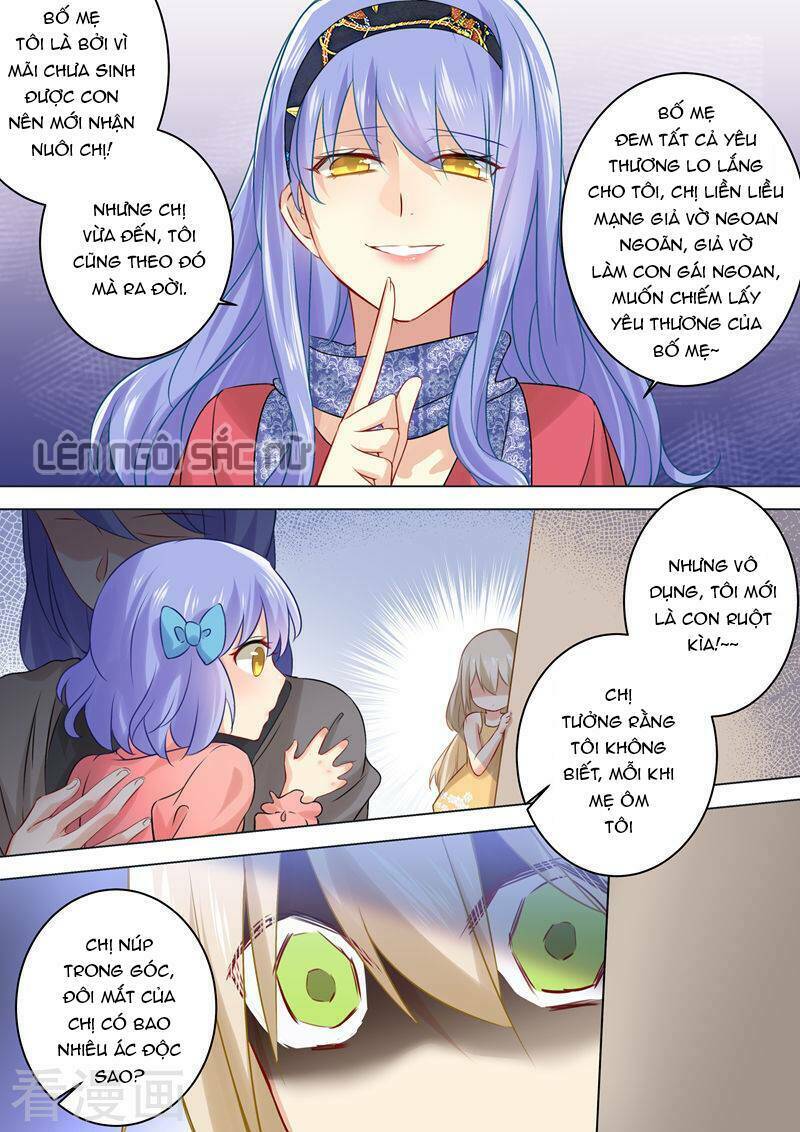 BỐ MẸ
TÔI LÀ BỞI VÌ
MÃI CHƯA SINH
ĐƯỢC CON
NÊN MỚI NHẬN
NUÔI CHỊ!
NHƯNG CHỊ
VỪA ĐẾN, TÔI
CŨNG THEO ĐÓ
MÀ RA ĐỜI.
BỐ MẸ
ĐEM TẤT CẢ YÊU
THƯƠNG LO LẮNG
CHO TÔI, CHỊ LIỀN LIỀU
MẠNG GIẢ VỜ NGOAN
NGOÃN, GIẢ VỜ
LÀM CON GÁI NGOAN,
MUỐN CHIẾM LẤY
YÊU THƯƠNG CỦA
BỐ MẸ~
LÊN NGÔI SẮC NỮ
NHƯNG VÔ
DỤNG, TÔI MỚI
LÀ CON RUỘT
KÌA!~~
CHỊ
TƯỞNG RẰNG
TÔI KHÔNG
BIẾT, MỖI KHI
MẸ ÔM
TÔI
CHỊ NÚP
TRONG GÓC,
ĐÔI MẮT CỦA
CHỊ CÓ BAO
NHIÊU ÁC ĐỘC
SAO?
看漫画